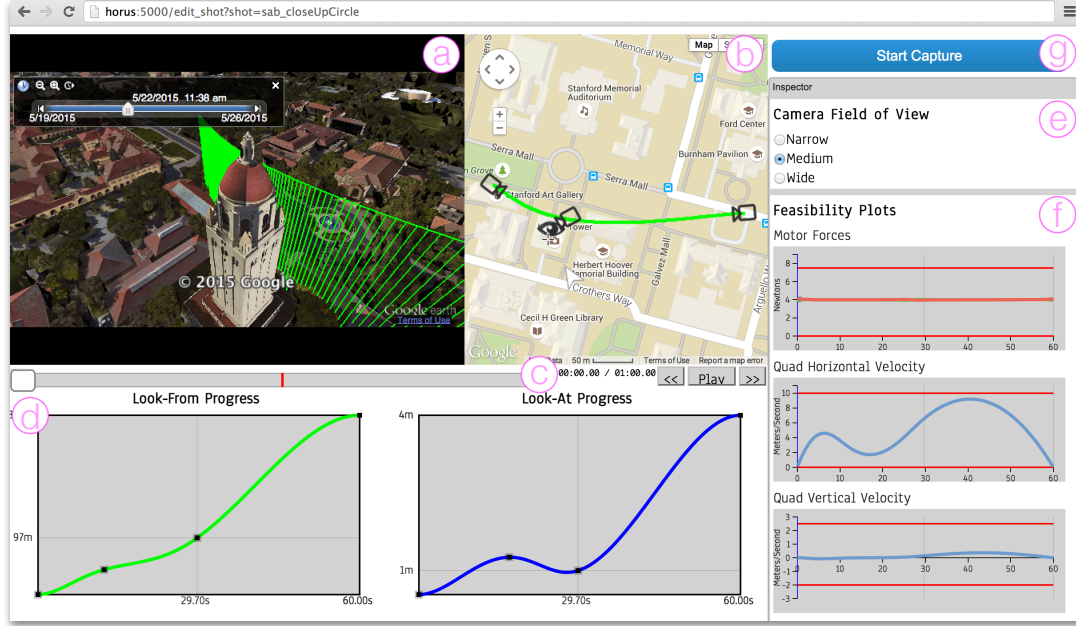 horus:5000/edit_shot?shot=sab_closeUpCircle
a
5/22/2015 11:38 am
5/19/2015
5/26/2015
© 2015 Google
Google earth
Terms of Use
b
Map
Memorial Way
Stanford Memorial
Auditorium
Ford Center
Serra Mall
Burnham Pavilion
n Grove
Serra Mall
Stanford Art Gallery
Tower
Herbert Hoover
Memorial Building
Galvez Mall
Crothers Way
Arguello W
Cecil H Green Library
Google
Data
50 m
Terms of Use
Report a map error
c
00:00.00 / 01:00.00
<<
Play
>>
d
Look-From Progress
97m
29.70s
60.00s
Look-At Progress
4m
1m
29.70s
60.00s
g
Start Capture
Inspector
e
Camera Field of View
Narrow
Medium
Wide
f
Feasibility Plots
Motor Forces
Newtons
8
6
4
2
0
0 10 20 30 40 50 60
Quad Horizontal Velocity
Meters/Second
10
8
6
4
2
0
0 10 20 30 40 50 60
Quad Vertical Velocity
Meters/Second
3
2
1
0
-1
-2
-3
0 10 20 30 40 50 60